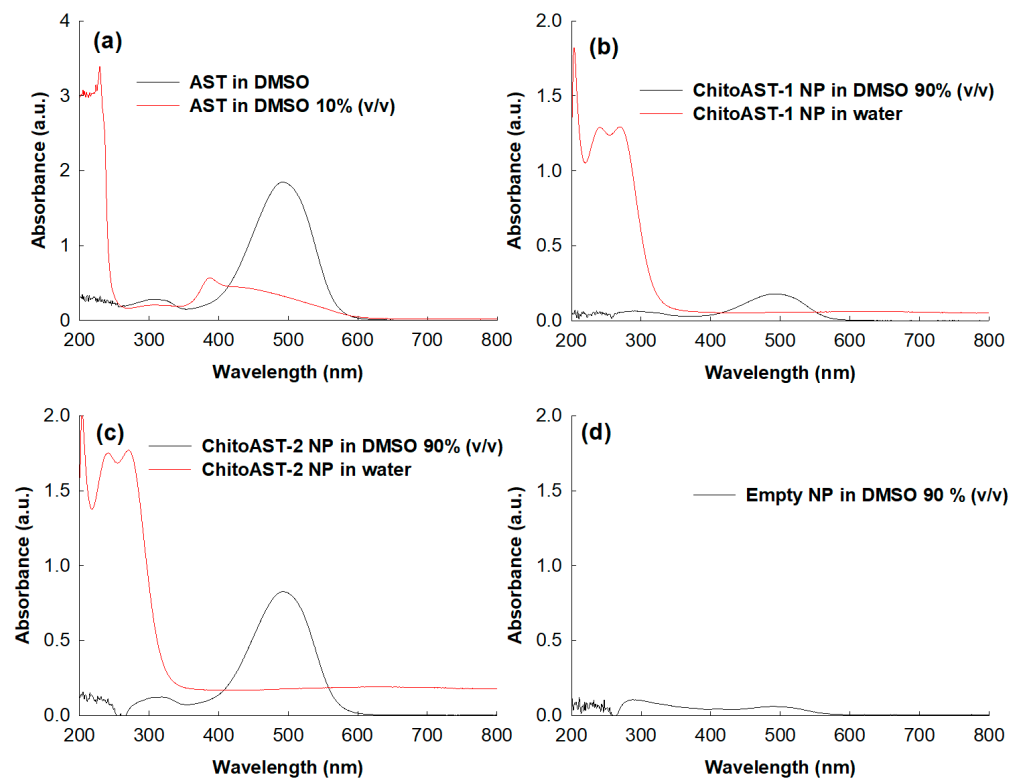 (a)
AST in DMSO
AST in DMSO 10% (v/v)
Absorbance (a.u.)
4
3
2
1
0
200 300 400 500 600 700 800
Wavelength (nm)
(b)
ChitoAST-1 NP in DMSO 90% (v/v)
ChitoAST-1 NP in water
Absorbance (a.u.)
2.0
1.5
1.0
0.5
0.0
200 300 400 500 600 700 800
Wavelength (nm)
(c)
ChitoAST-2 NP in DMSO 90% (v/v)
ChitoAST-2 NP in water
Absorbance (a.u.)
2.0
1.5
1.0
0.5
0.0
200 300 400 500 600 700 800
Wavelength (nm)
(d)
Empty NP in DMSO 90 % (v/v)
Absorbance (a.u.)
2.0
1.5
1.0
0.5
0.0
200 300 400 500 600 700 800
Wavelength (nm)